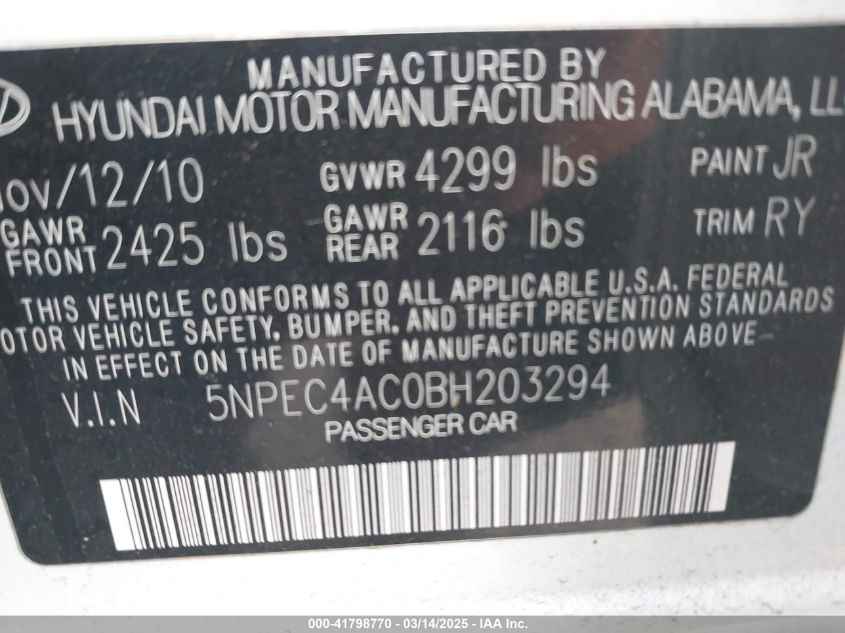 MANUFACTURED BY
HYUNDAI MOTOR MANUFACTURING ALABAMA, LL
NOV/12/10 GVWR 4299 lbs PAINT JR
GAWR FRONT 2425 lbs GAWR REAR 2116 lbs TRIM RY
THIS VEHICLE CONFORMS TO ALL APPLICABLE U.S.A. FEDERAL
OTOR VEHICLE SAFETY, BUMPER, AND THEFT PREVENTION STANDARDS
IN EFFECT ON THE DATE OF MANUFACTURE SHOWN ABOVE
V.I.N 5NPEC4AC0BH203294
PASSENGER CAR
000-41798770 - 03/14/2025 - IAA Inc.